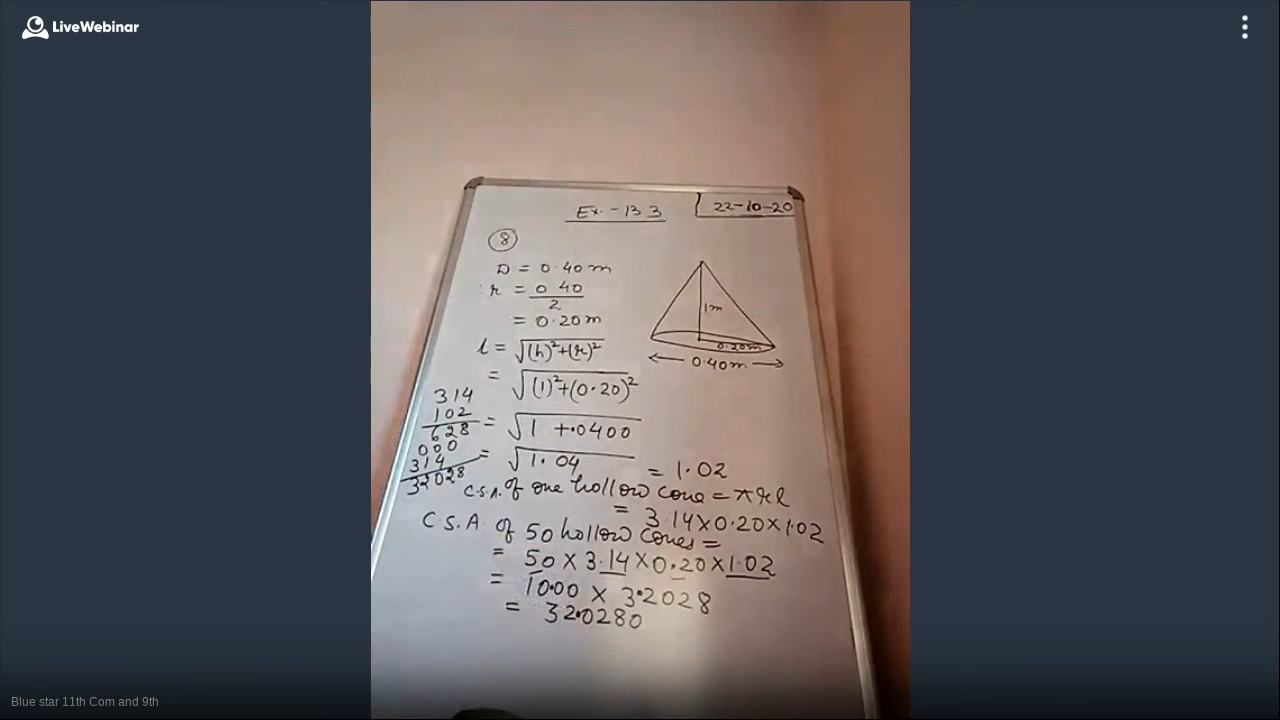 LiveWebinar
Ex. - 13.3
22-10-20
8
D = 0.40 m
r = 0.40
2
= 0.20 m
1m
0.20m
0.40m
l = √(h)²+(r)²
= √(1)²+(0.20)²
= √1 + .0400
= √1.04 = 1.02
314
102
628
000
314
32028
C.S.A. of one hollow cone = πrl
= 3.14×0.20×1.02
C.S.A. of 50 hollow cones =
= 50 × 3.14 × 0.20 × 1.02
= 10.00 × 3.2028
= 32.0280
Blue star 11th Com and 9th